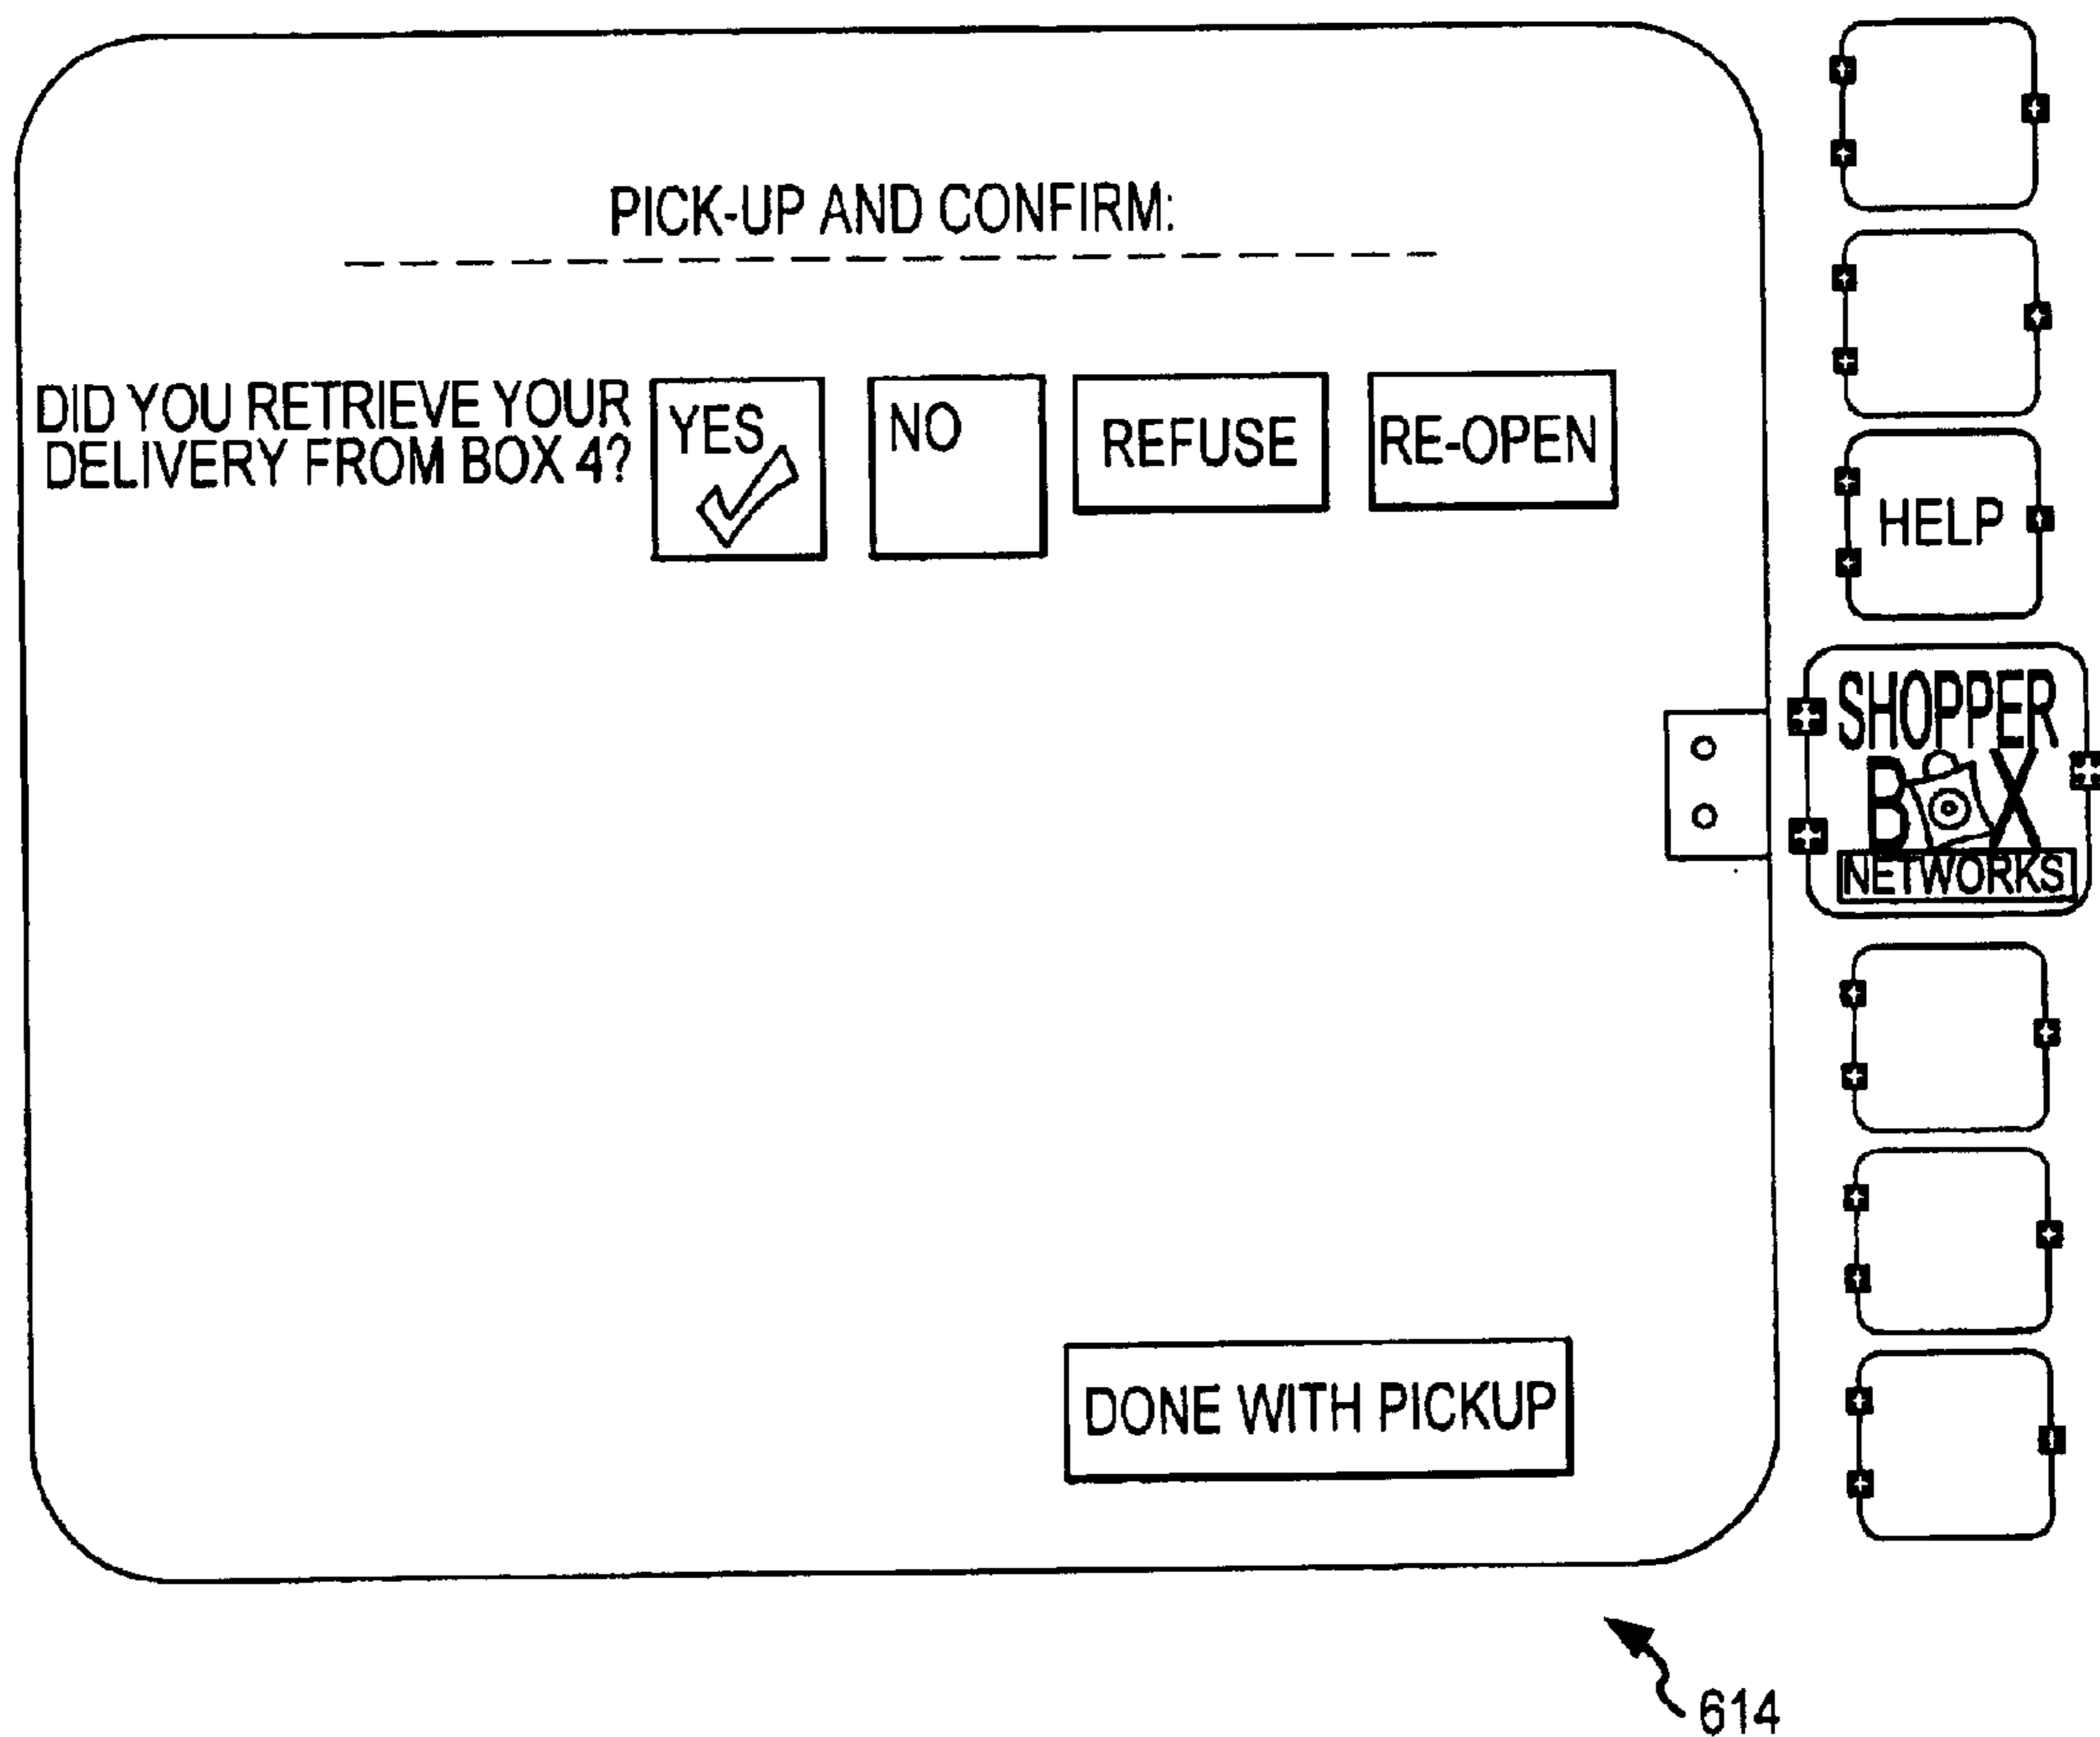 PICK-UP AND CONFIRM:
DID YOU RETRIEVE YOUR
DELIVERY FROM BOX 4?
YES
NO
REFUSE
RE-OPEN
HELP
SHOPPER
BOX
NETWORKS
DONE WITH PICKUP
614